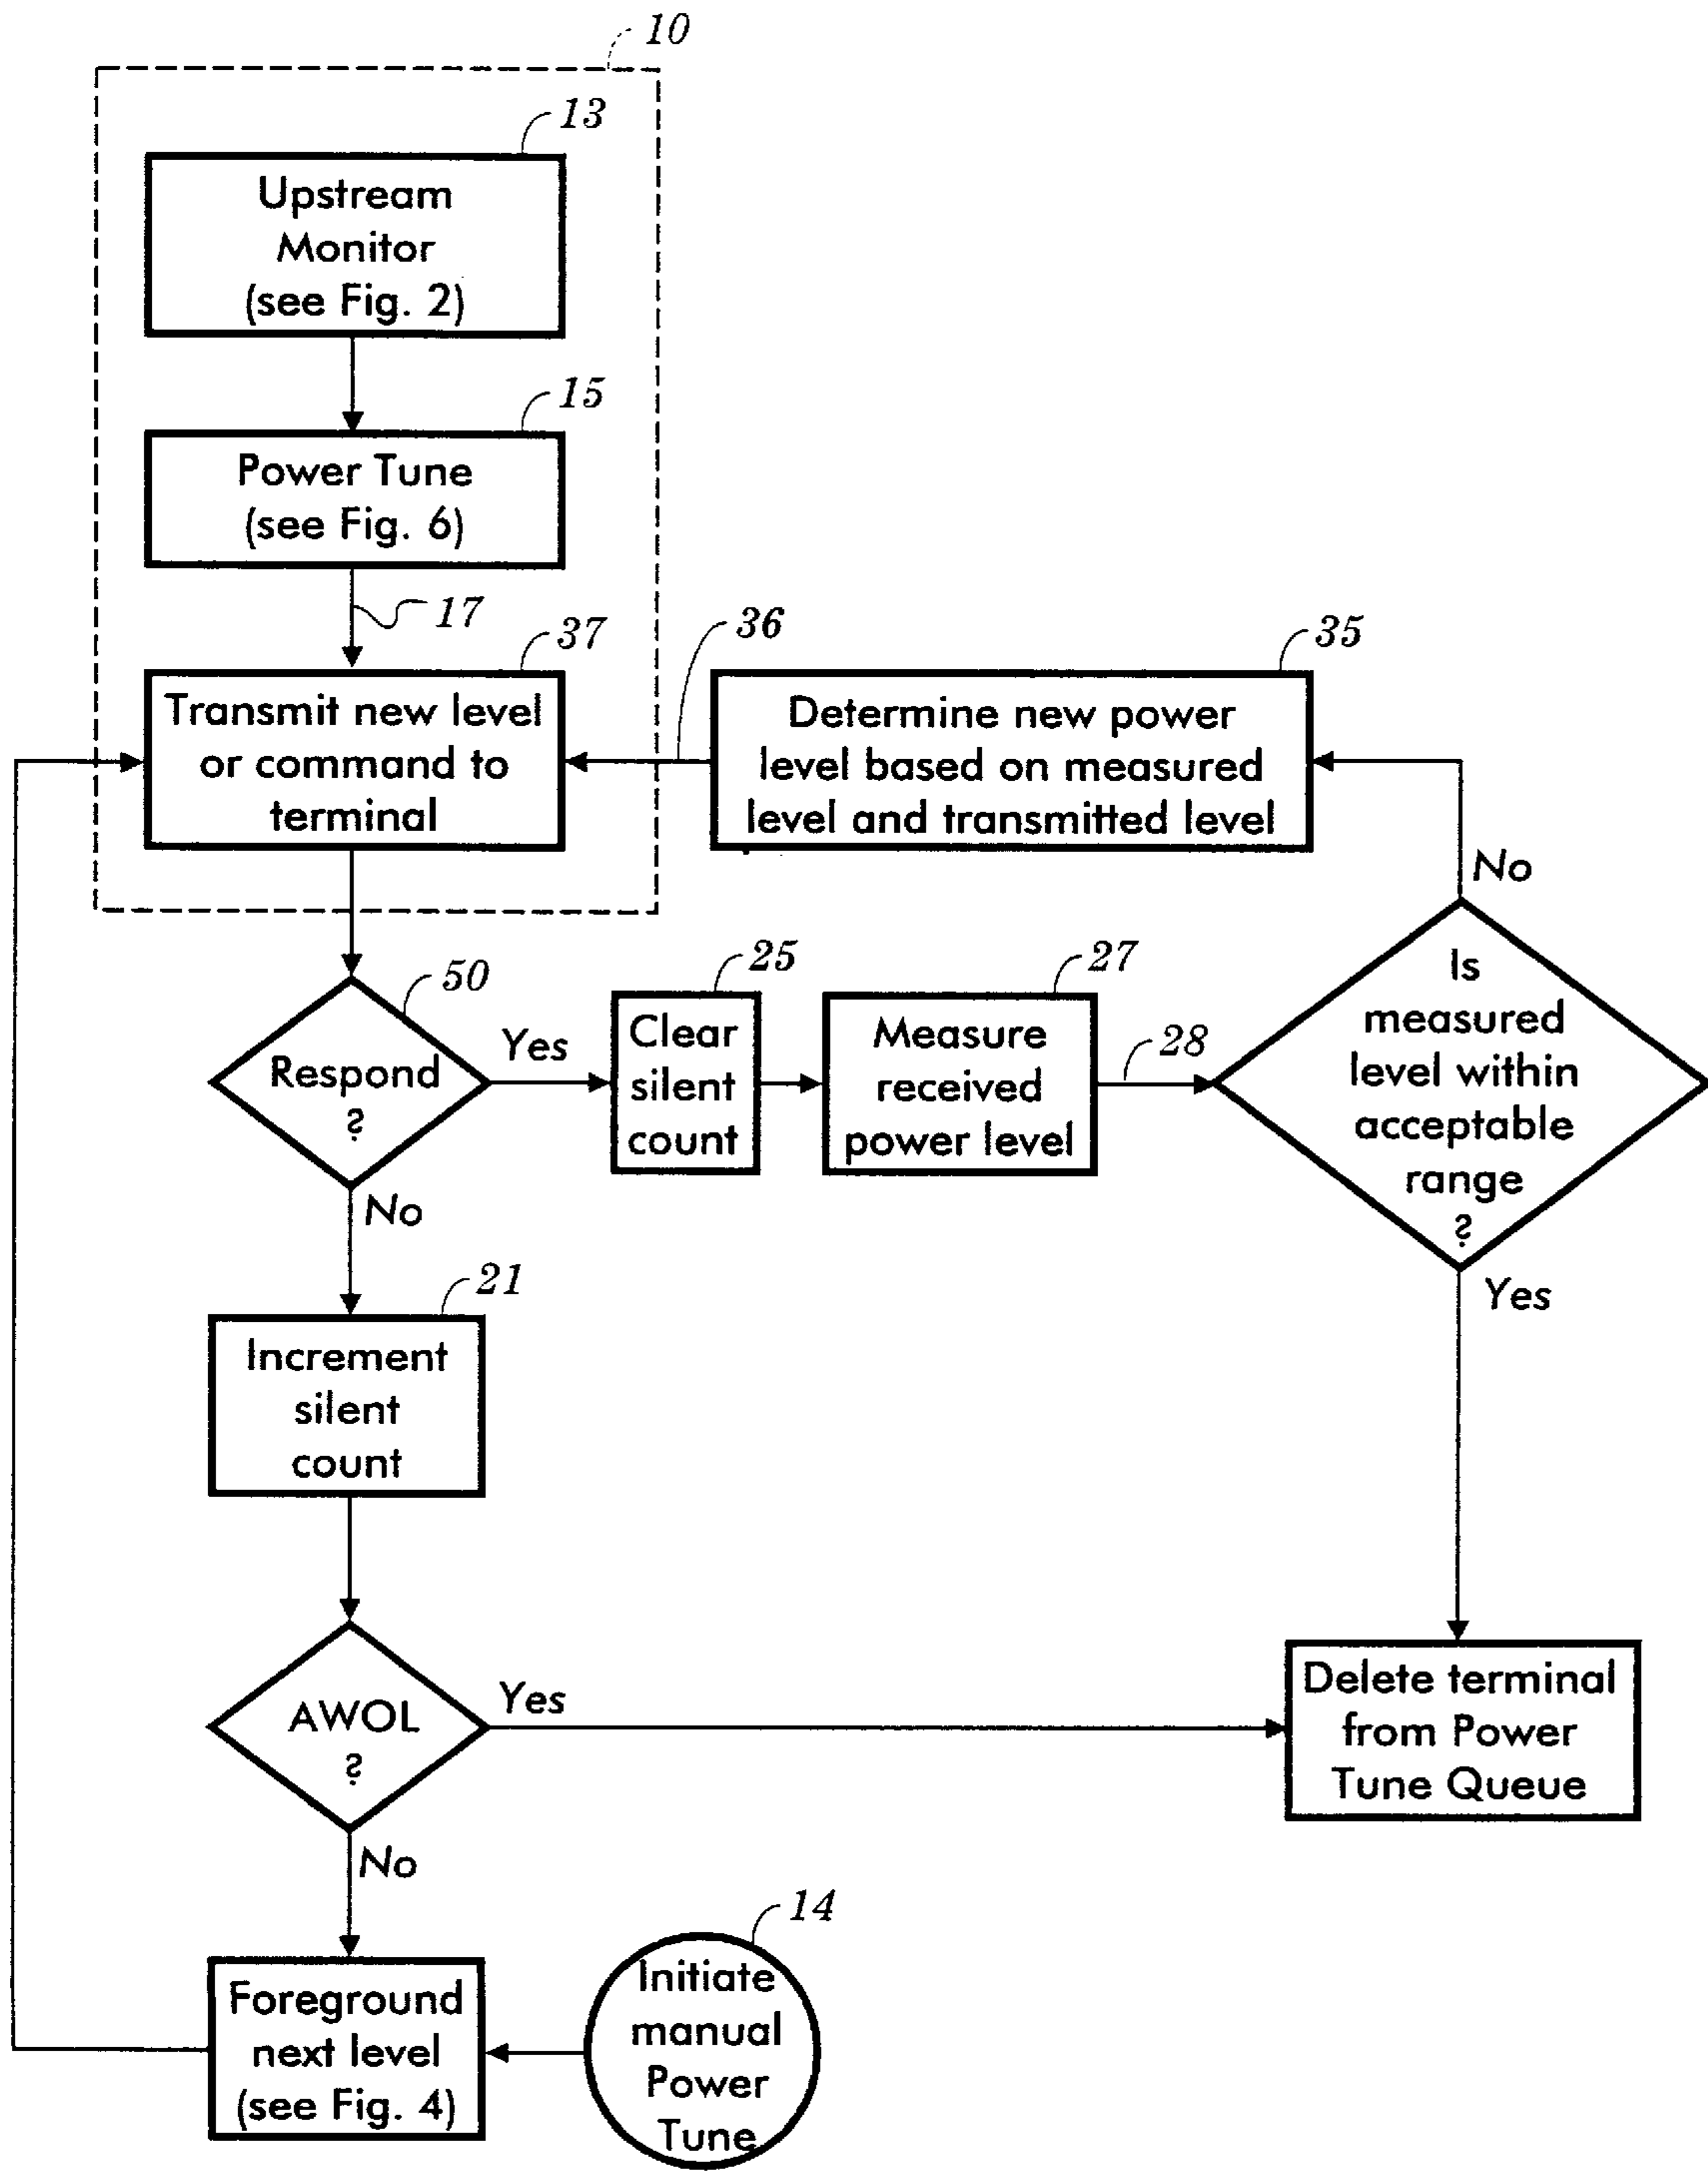 10
13
Upstream
Monitor
(see Fig. 2)
15
Power Tune
(see Fig. 6)
17
37
Transmit new level
or command to
terminal
36
35
Determine new power
level based on measured
level and transmitted level
No
50
Respond
?
Yes
25
Clear
silent
count
27
Measure
received
power level
28
Is
measured
level within
acceptable
range
?
No
Yes
21
Increment
silent
count
AWOL
?
Yes
Delete terminal
from Power
Tune Queue
No
14
Foreground
next level
(see Fig. 4)
Initiate
manual
Power
Tune